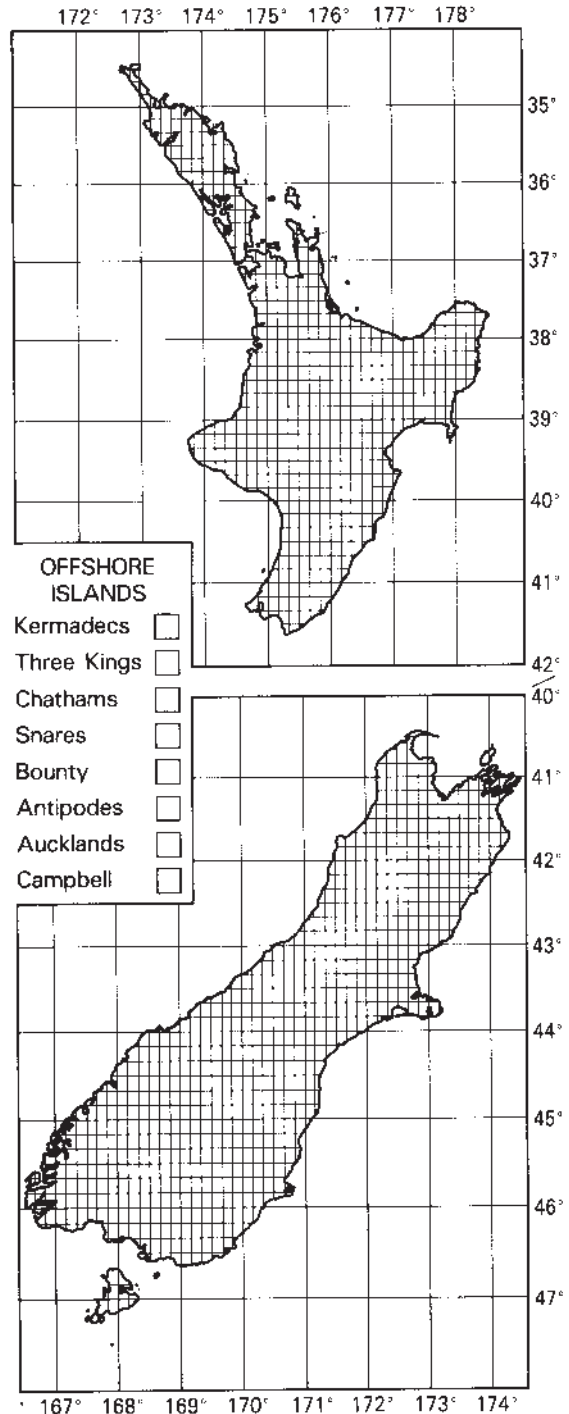 172° 173° 174° 175° 176° 177° 178°
35°
36°
37°
38°
39°
40°
41°
42°
OFFSHORE
ISLANDS
Kermadecs
Three Kings
Chathams
Snares
Bounty
Antipodes
Aucklands
Campbell
40°
41°
42°
43°
44°
45°
46°
47°
167° 168° 169° 170° 171° 172° 173° 174°